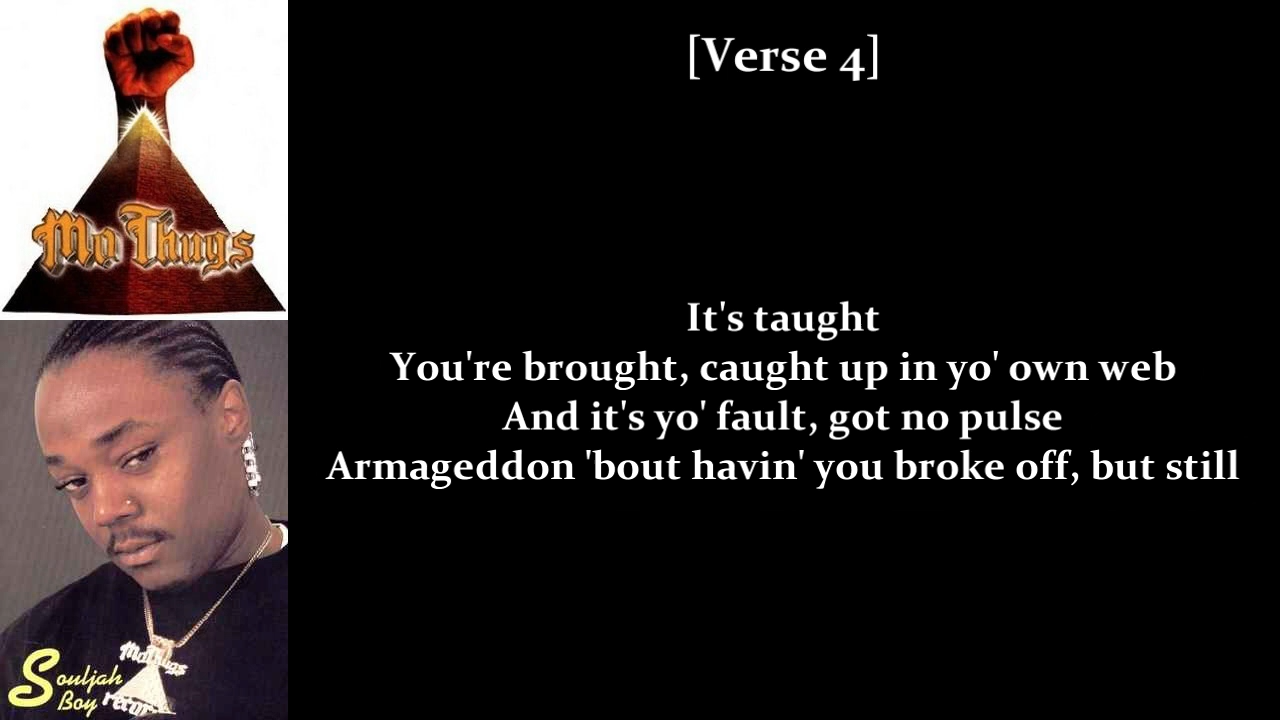 Mo Thugs
[Verse 4]
It's taught
You're brought, caught up in yo' own web
And it's yo' fault, got no pulse
Armageddon 'bout havin' you broke off, but still
MoThugs
Souljah
Boy